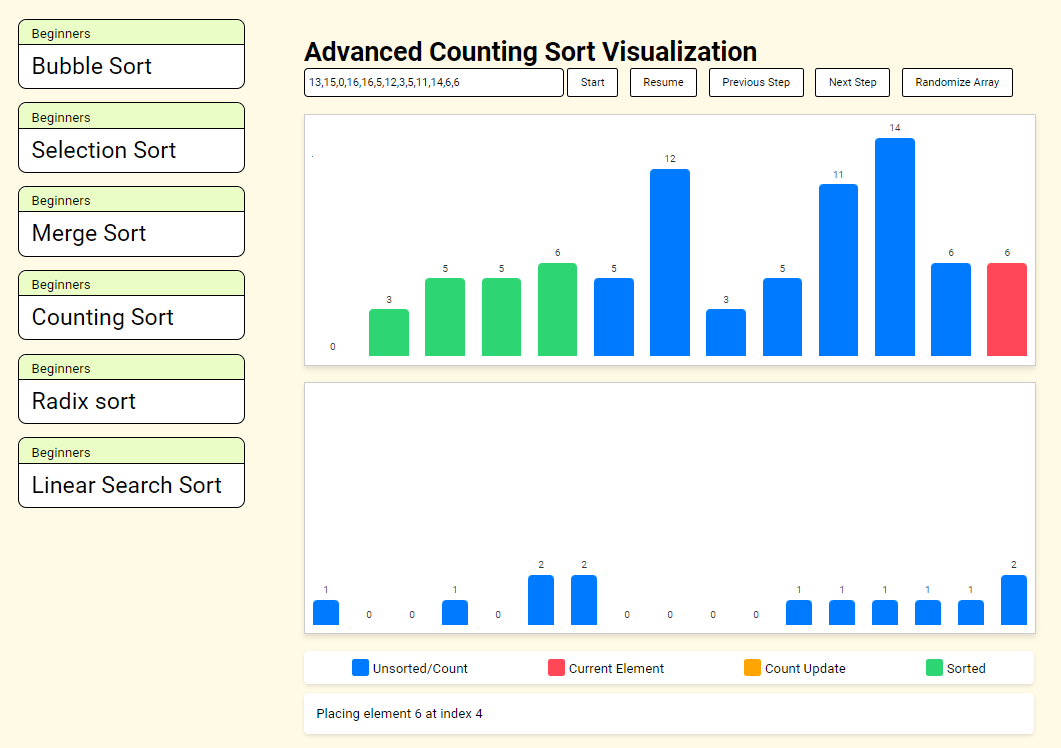 Beginners
Bubble Sort
Beginners
Selection Sort
Beginners
Merge Sort
Beginners
Counting Sort
Beginners
Radix sort
Beginners
Linear Search Sort
Advanced Counting Sort Visualization
13,15,0,16,16,5,12,3,5,11,14,6,6 Start Resume Previous Step Next Step Randomize Array
0 3 5 5 6 5 12 3 5 11 14 6 6
1 0 0 1 0 2 2 0 0 0 0 1 1 1 1 1 2
Unsorted/Count Current Element Count Update Sorted
Placing element 6 at index 4